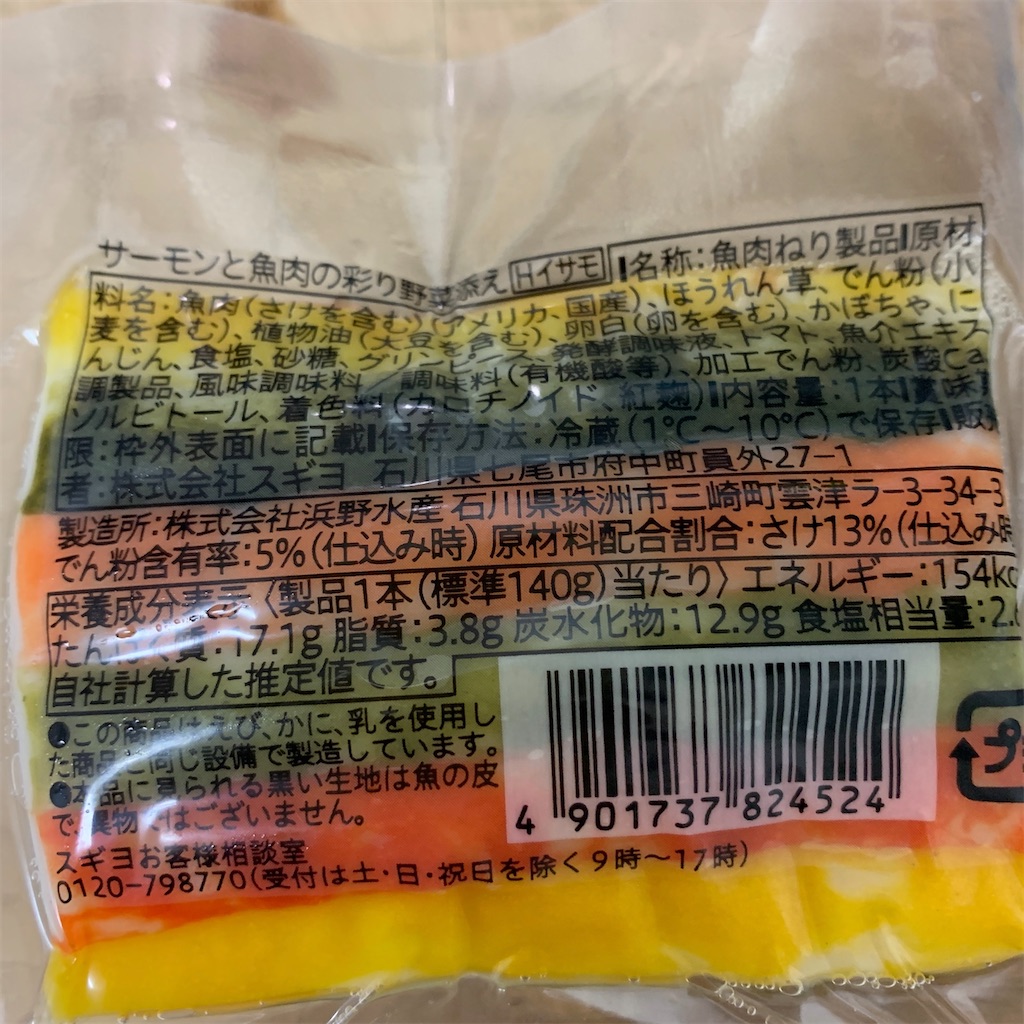 サーモンと魚肉の彩り野菜添え Hイサモ ┃名称:魚肉ねり製品┃原材
料名:魚肉(さけを含む)(アメリカ、国産)、ほうれん草、でん粉(小
麦を含む)、植物油(大豆を含む)、卵白(卵を含む)、かぼちゃ、に
んじん、食塩、砂糖、グリンピース、発酵調味液、トマト、魚介エキス
調製品、風味調味料/調味料(有機酸等)、加工でん粉、炭酸Ca、
ソルビトール、着色料(カロチノイド、紅麹)┃内容量:1本┃賞味
限:枠外表面に記載┃保存方法:冷蔵(1℃〜10℃)で保存┃販
者:株式会社スギヨ 石川県七尾市府中町員外27-1
製造所:株式会社浜野水産 石川県珠洲市三崎町雲津ラ-3-34-3
でん粉含有率:5%(仕込み時) 原材料配合割合:さけ13%(仕込み時
栄養成分表示〈製品1本(標準140g)当たり〉エネルギー:154kc
たんぱく質:17.1g 脂質:3.8g 炭水化物:12.9g 食塩相当量:2.
自社計算した推定値です。
●この商品はえび、かに、乳を使用し
た商品と同じ設備で製造しています。
●本品に見られる黒い生地は魚の皮
で、異物ではございません。
スギヨお客様相談室
0120-798770(受付は土・日・祝日を除く9時〜17時)
4 901737 824524
プラ